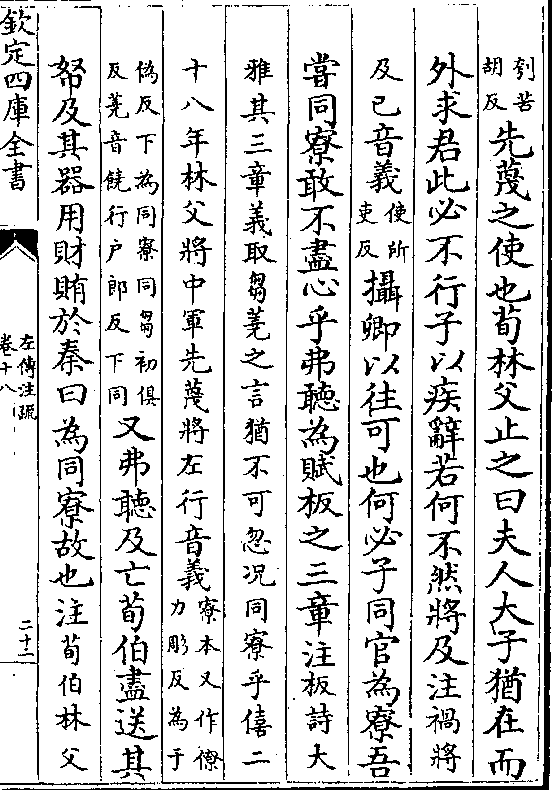 刳苦
胡反
先蔑之使也荀林父止之曰夫人大子猶在而
外求君此必不行子以疾辭若何不然將及注禍將
及已音義
使所
吏反
攝卿以往可也何必子同官為寮吾
嘗同寮敢不盡心乎弗聽為賦板之三章注板詩大
雅其三章義取芻蕘之言猶不可忽况同寮乎僖二
十八年林父將中軍先蔑將左行音義
寮本又作僚
力彫反為于
偽反下為同寮同芻初俱
反蕘音饒行户郎反下同
又弗聽及亡荀伯盡送其
帑及其器用財賄於秦曰為同寮故也注荀伯林父
欽定四庫全書
左傳注疏
卷十八
二十二